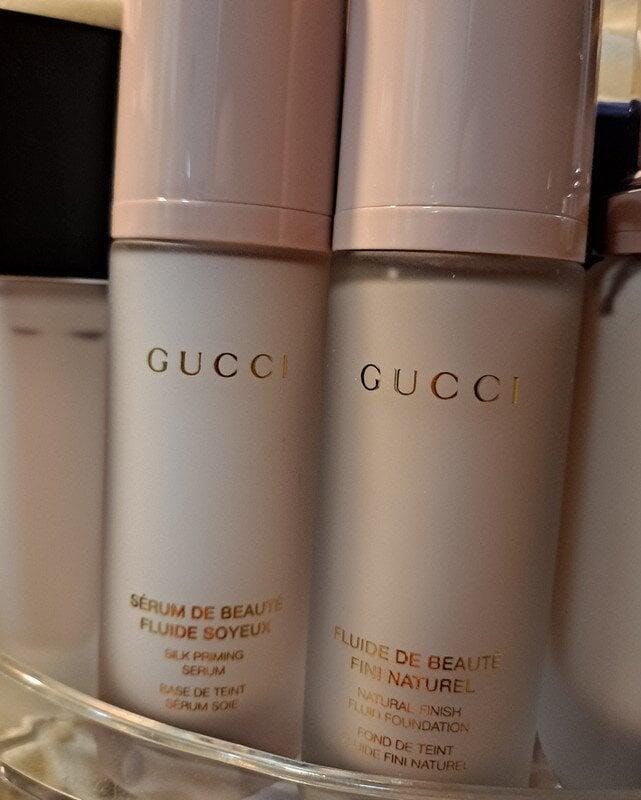 GUCCI
SÉRUM DE BEAUTÉ
FLUIDE SOYEUX
SILK PRIMING
SERUM
BASE DE TEINT
SÉRUM SOIE
GUCCI
FLUIDE DE BEAUTÉ
FINI NATUREL
NATURAL FINISH
FLUID FOUNDATION
FOND DE TEINT
FLUIDE FINI NATUREL